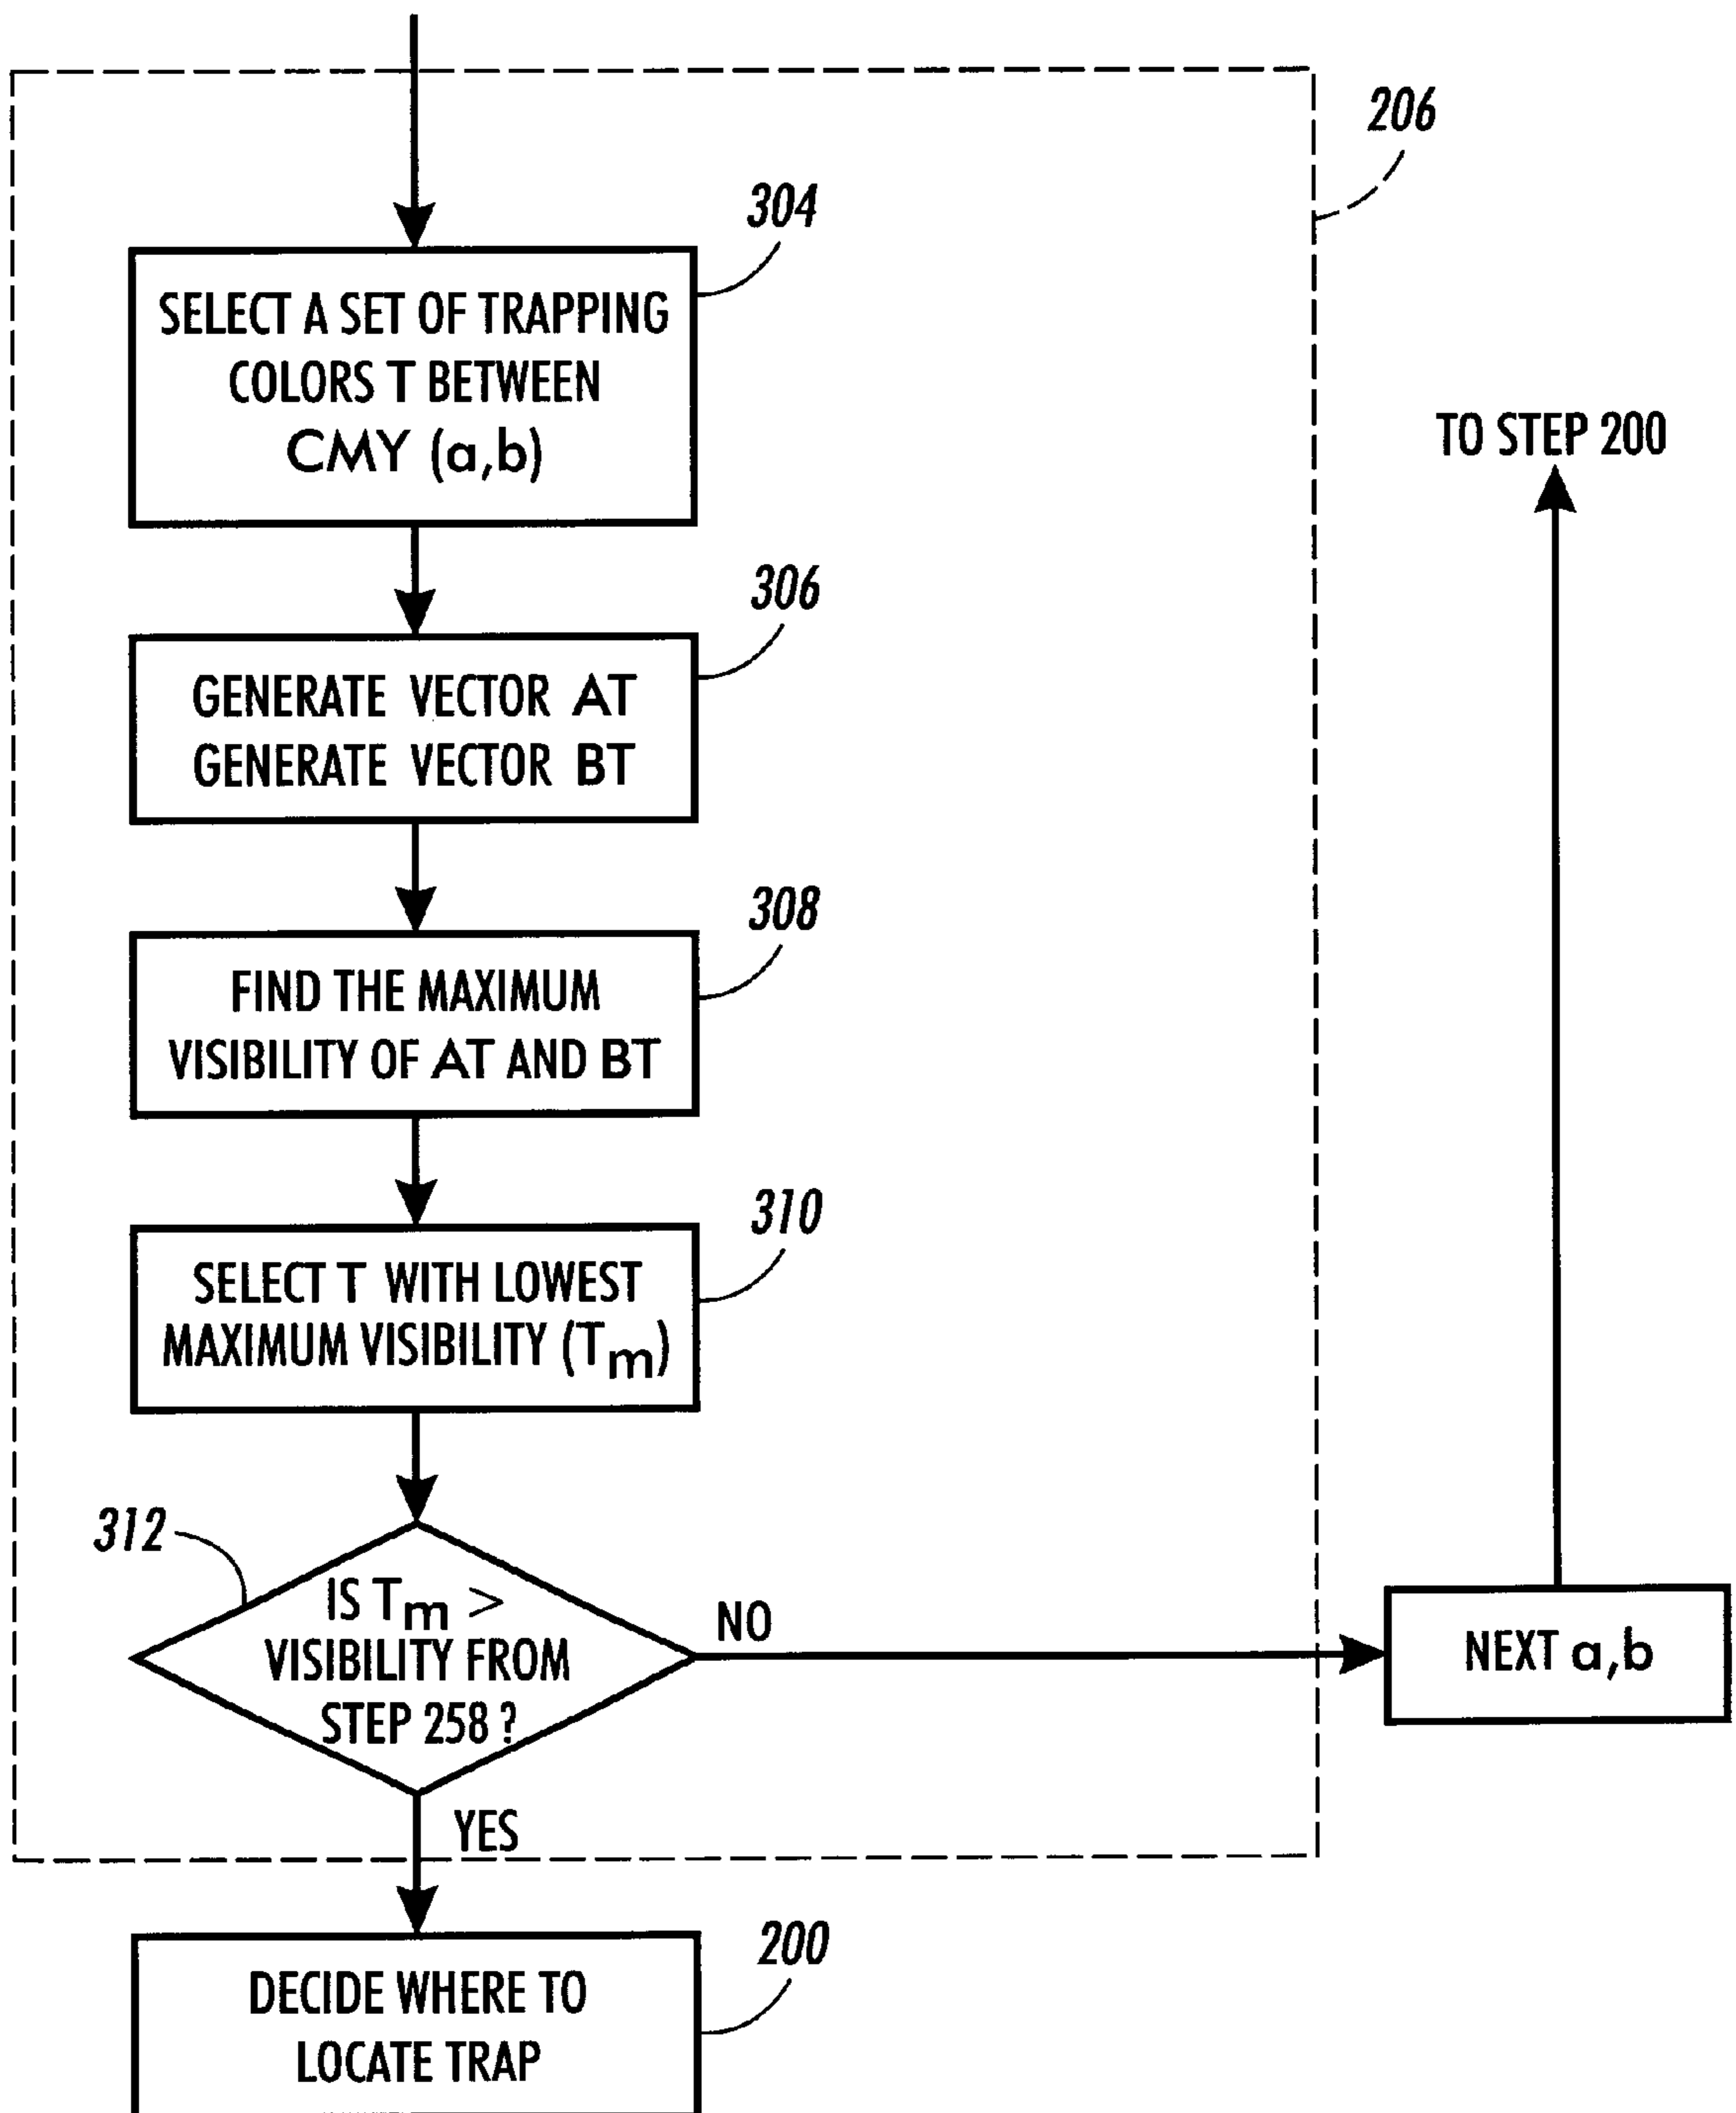 206
304
SELECT A SET OF TRAPPING
COLORS T BETWEEN
CMY (a,b)
TO STEP 200
306
GENERATE VECTOR AT
GENERATE VECTOR BT
308
FIND THE MAXIMUM
VISIBILITY OF AT AND BT
310
SELECT T WITH LOWEST
MAXIMUM VISIBILITY (Tm)
312
IS Tm >
VISIBILITY FROM
STEP 258 ?
NO
NEXT a,b
YES
200
DECIDE WHERE TO
LOCATE TRAP